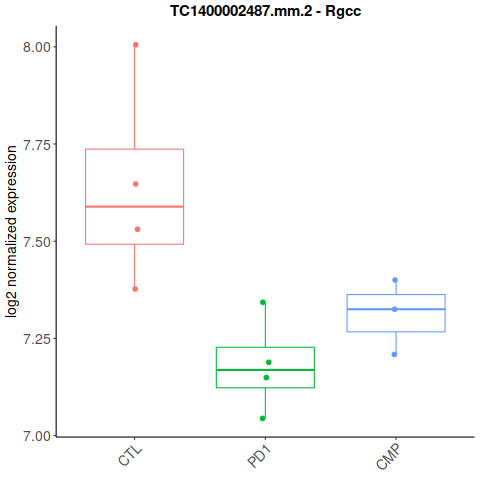 TC1400002487.mm.2 - Rgcc
log2 normalized expression
8.00
7.75
7.50
7.25
7.00
CTL
PD1
CMP